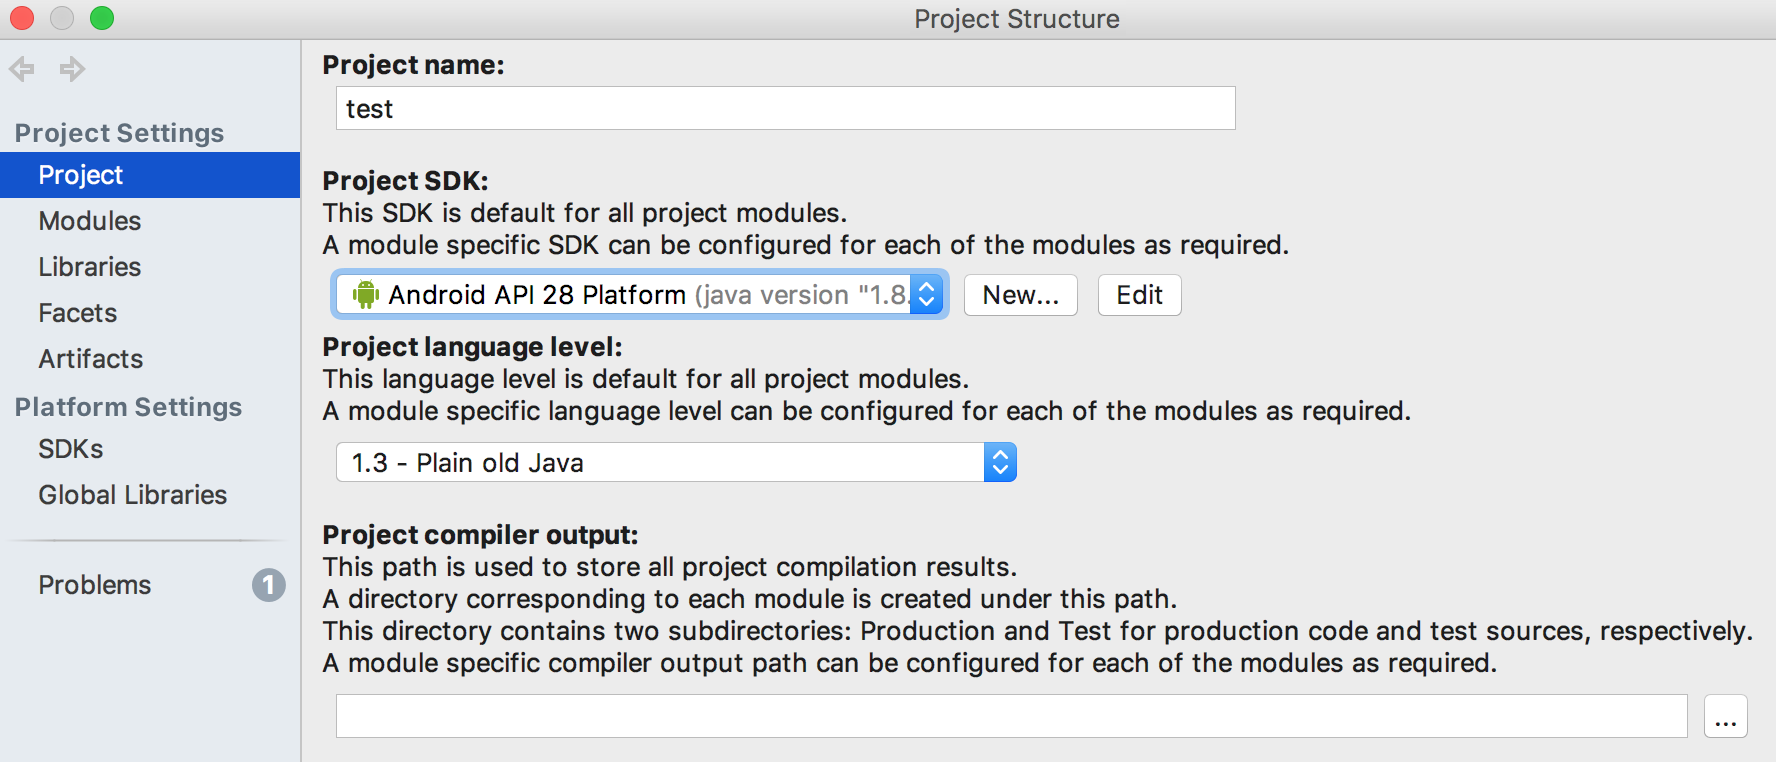 Project Structure
Project Settings
Project
Modules
Libraries
Facets
Artifacts
Platform Settings
SDKs
Global Libraries
Problems 1
Project name:
test
Project SDK:
This SDK is default for all project modules.
A module specific SDK can be configured for each of the modules as required.
Android API 28 Platform (java version "1.8. New... Edit
Project language level:
This language level is default for all project modules.
A module specific language level can be configured for each of the modules as required.
1.3 - Plain old Java
Project compiler output:
This path is used to store all project compilation results.
A directory corresponding to each module is created under this path.
This directory contains two subdirectories: Production and Test for production code and test sources, respectively.
A module specific compiler output path can be configured for each of the modules as required.
...